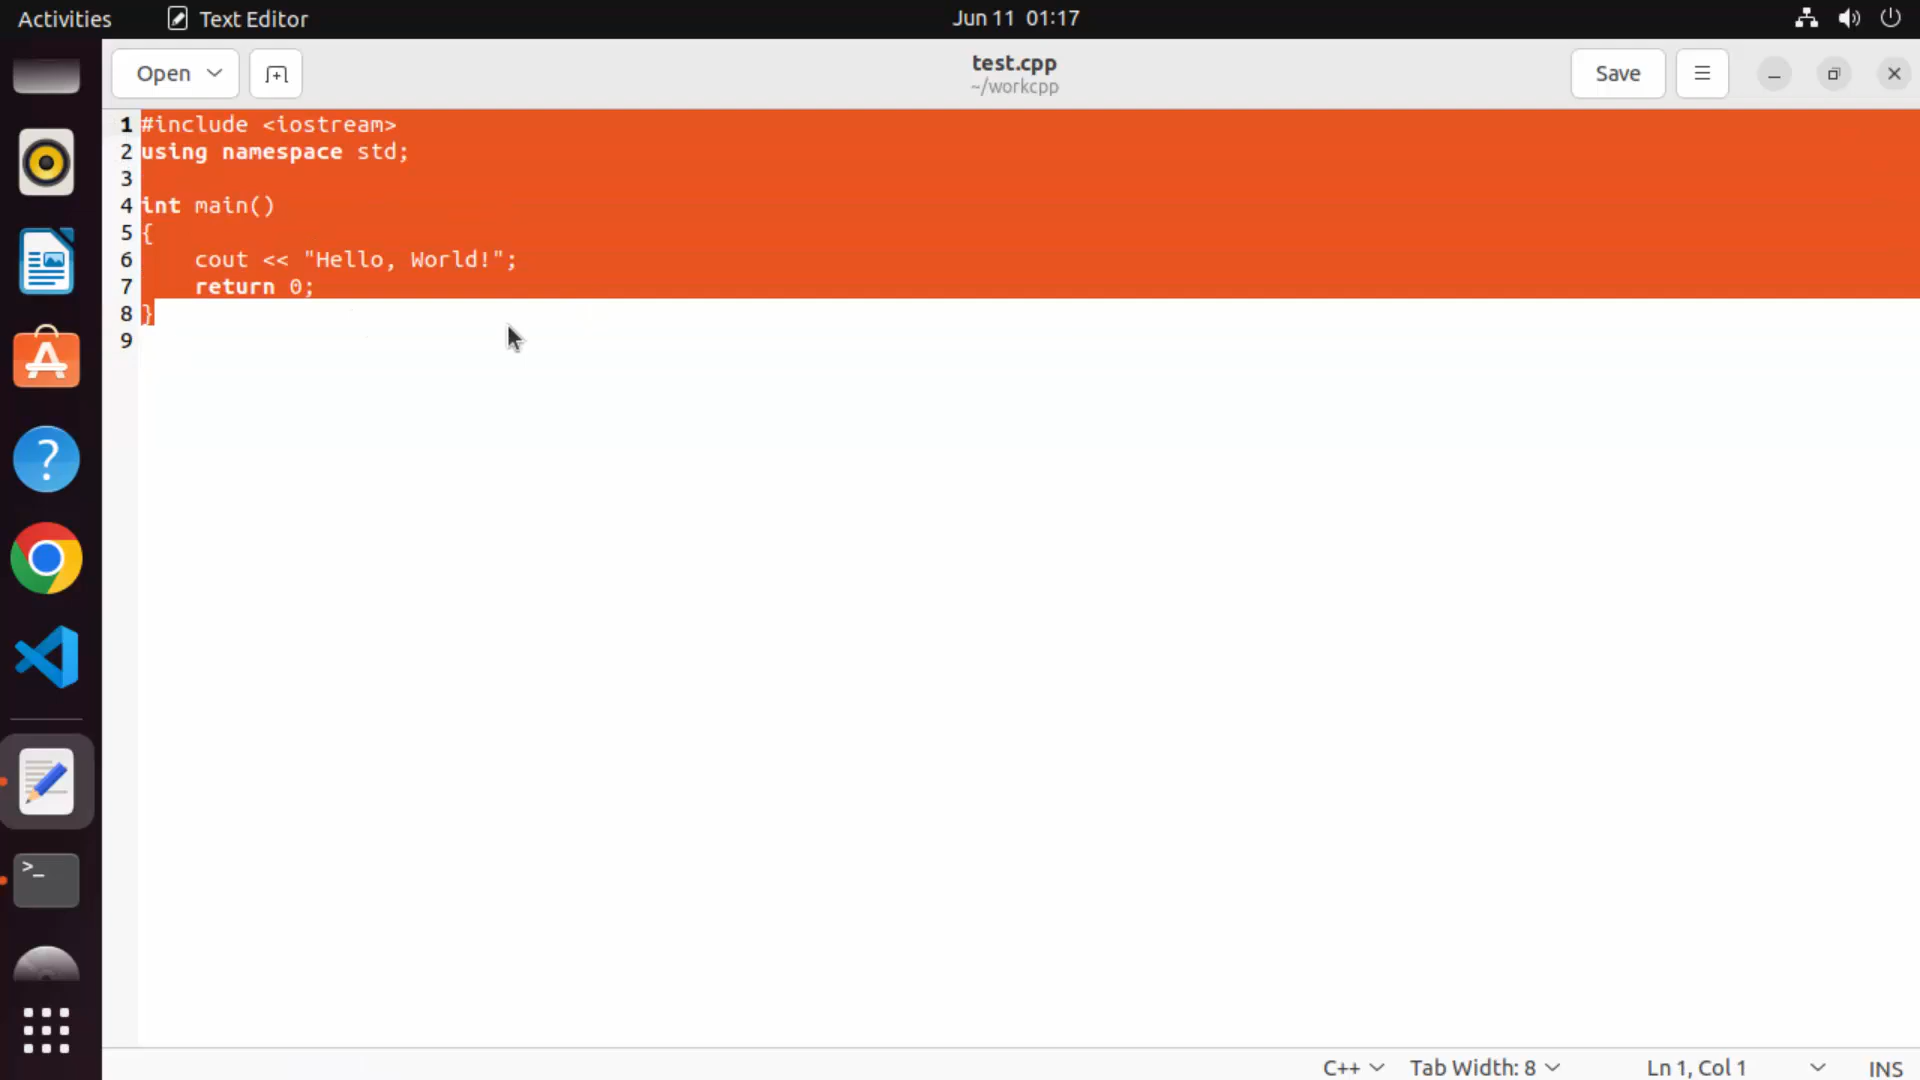 Activities Text Editor Jun 11 01:17
Open test.cpp Save
~/workcpp
1 #include <iostream>
2 using namespace std;
3
4 int main()
5 {
6     cout << "Hello, World!";
7     return 0;
8 }
9
C++ Tab Width: 8 Ln 1, Col 1 INS